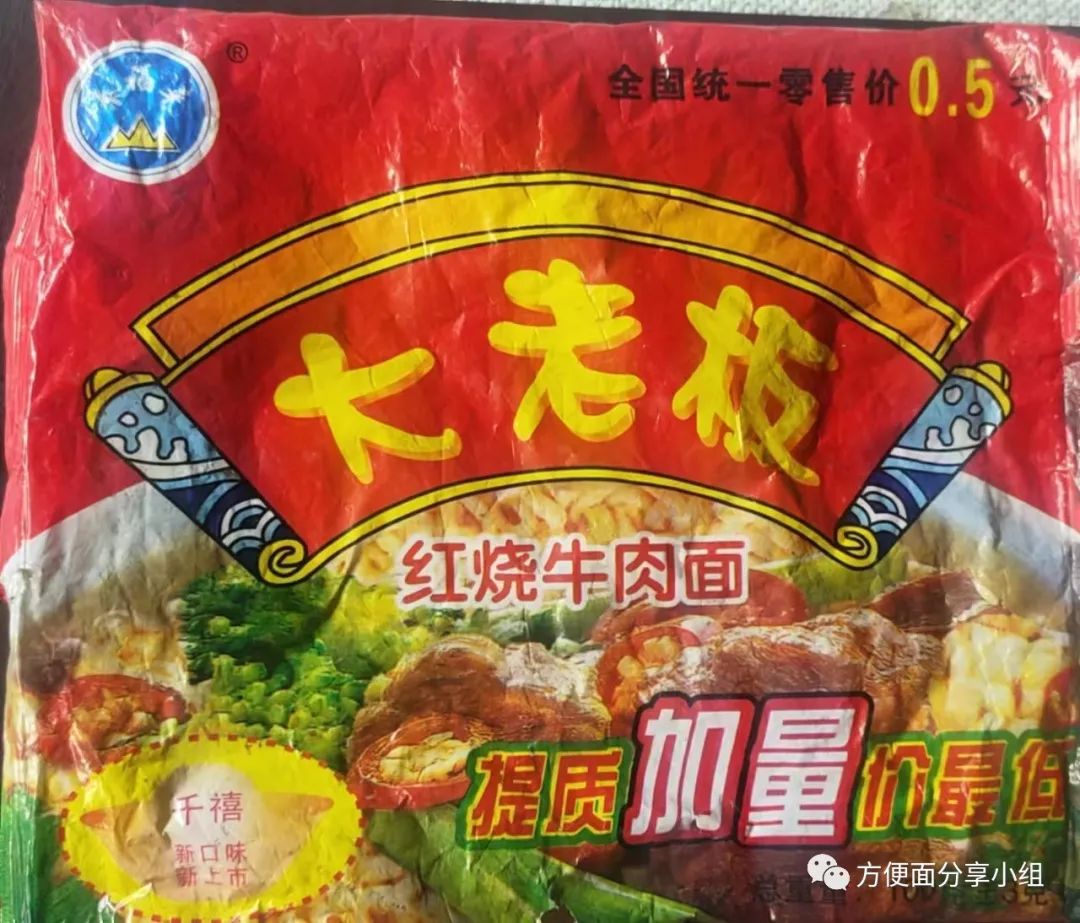 ®
全国统一零售价0.5元
大老板
红烧牛肉面
提质加量价最低
千禧
新口味
新上市
方便面分享小组